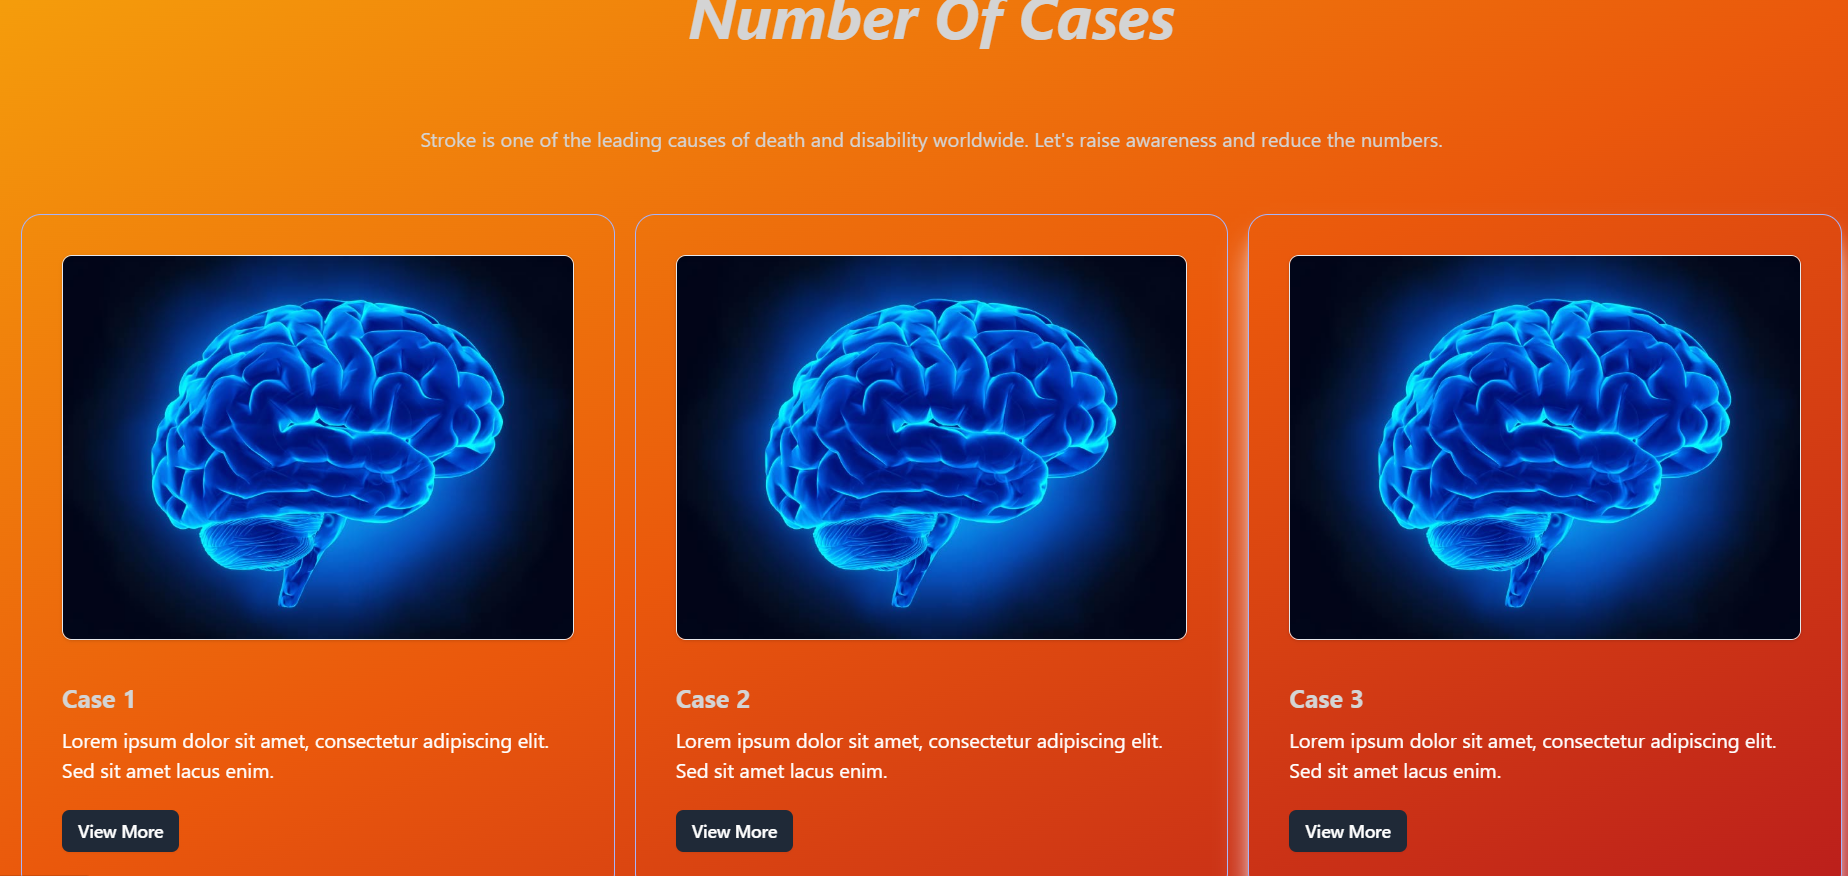 Number Of Cases
Stroke is one of the leading causes of death and disability worldwide. Let's raise awareness and reduce the numbers.
Case 1
Lorem ipsum dolor sit amet, consectetur adipiscing elit.
Sed sit amet lacus enim.
View More
Case 2
Lorem ipsum dolor sit amet, consectetur adipiscing elit.
Sed sit amet lacus enim.
View More
Case 3
Lorem ipsum dolor sit amet, consectetur adipiscing elit.
Sed sit amet lacus enim.
View More